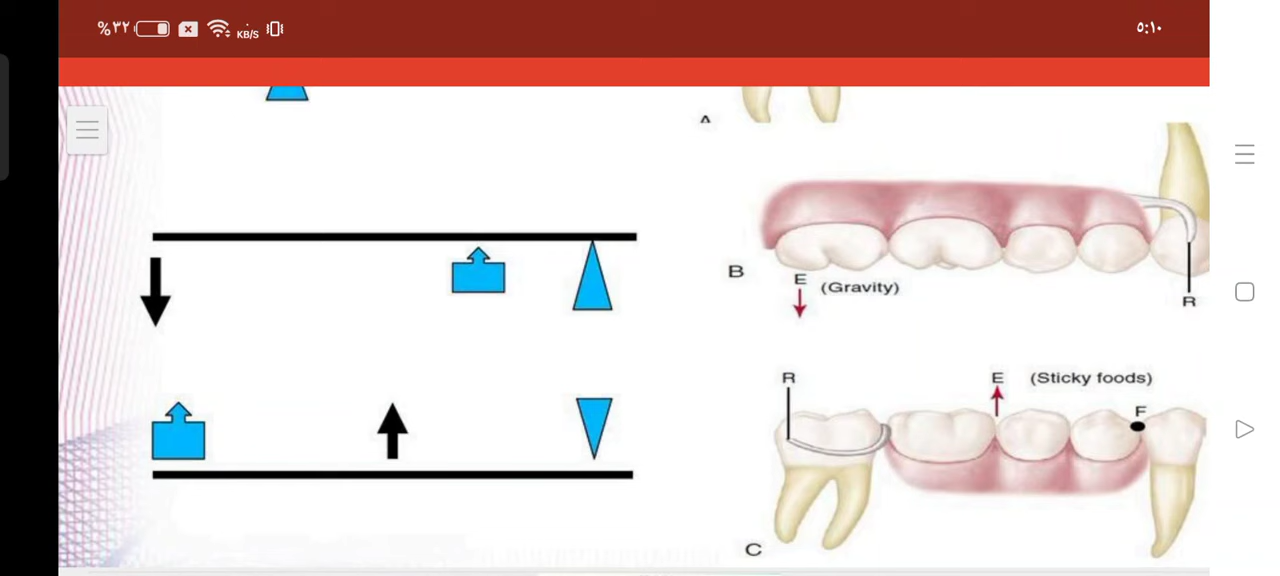 %۳۲ KB/S
۵:۱۰
A
B
E
(Gravity)
R
R
E (Sticky foods)
F
C